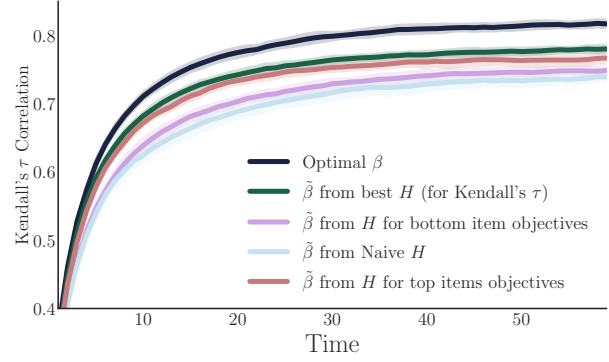 Kendall's τ Correlation
0.8
0.7
0.6
0.5
0.4
Optimal β
β̃ from best H (for Kendall's τ)
β̃ from H for bottom item objectives
β̃ from Naive H
β̃ from H for top items objectives
10 20 30 40 50
Time